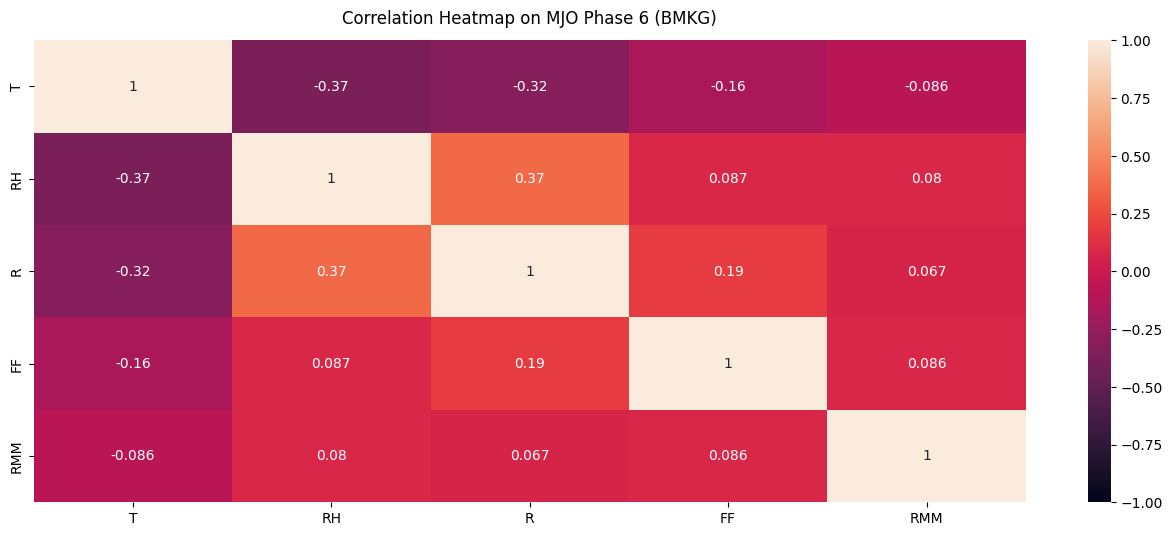 Correlation Heatmap on MJO Phase 6 (BMKG)
T 1 -0.37 -0.32 -0.16 -0.086
RH -0.37 1 0.37 0.087 0.08
R -0.32 0.37 1 0.19 0.067
FF -0.16 0.087 0.19 1 0.086
RMM -0.086 0.08 0.067 0.086 1
T RH R FF RMM
1.00
0.75
0.50
0.25
0.00
−0.25
−0.50
−0.75
−1.00